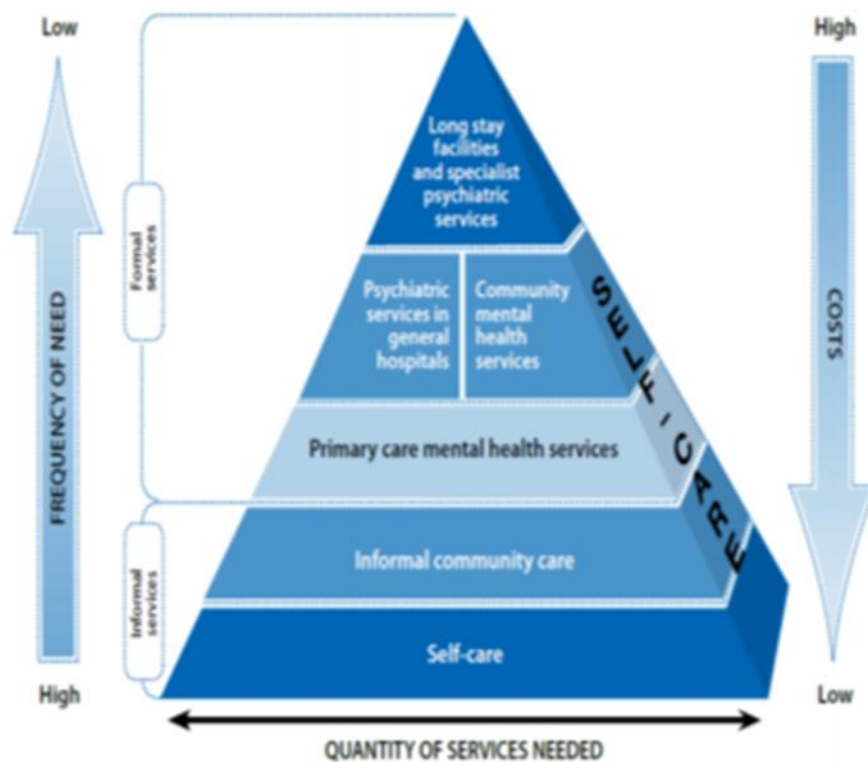 Low
High
Long stay
facilities
and specialist
psychiatric
services
Formal
services
Psychiatric
services in
general
hospitals
Community
mental
health
services
SELF-CARE
COSTS
FREQUENCY OF NEED
Primary care mental health services
Informal community care
Informal
services
Self-care
High
Low
QUANTITY OF SERVICES NEEDED